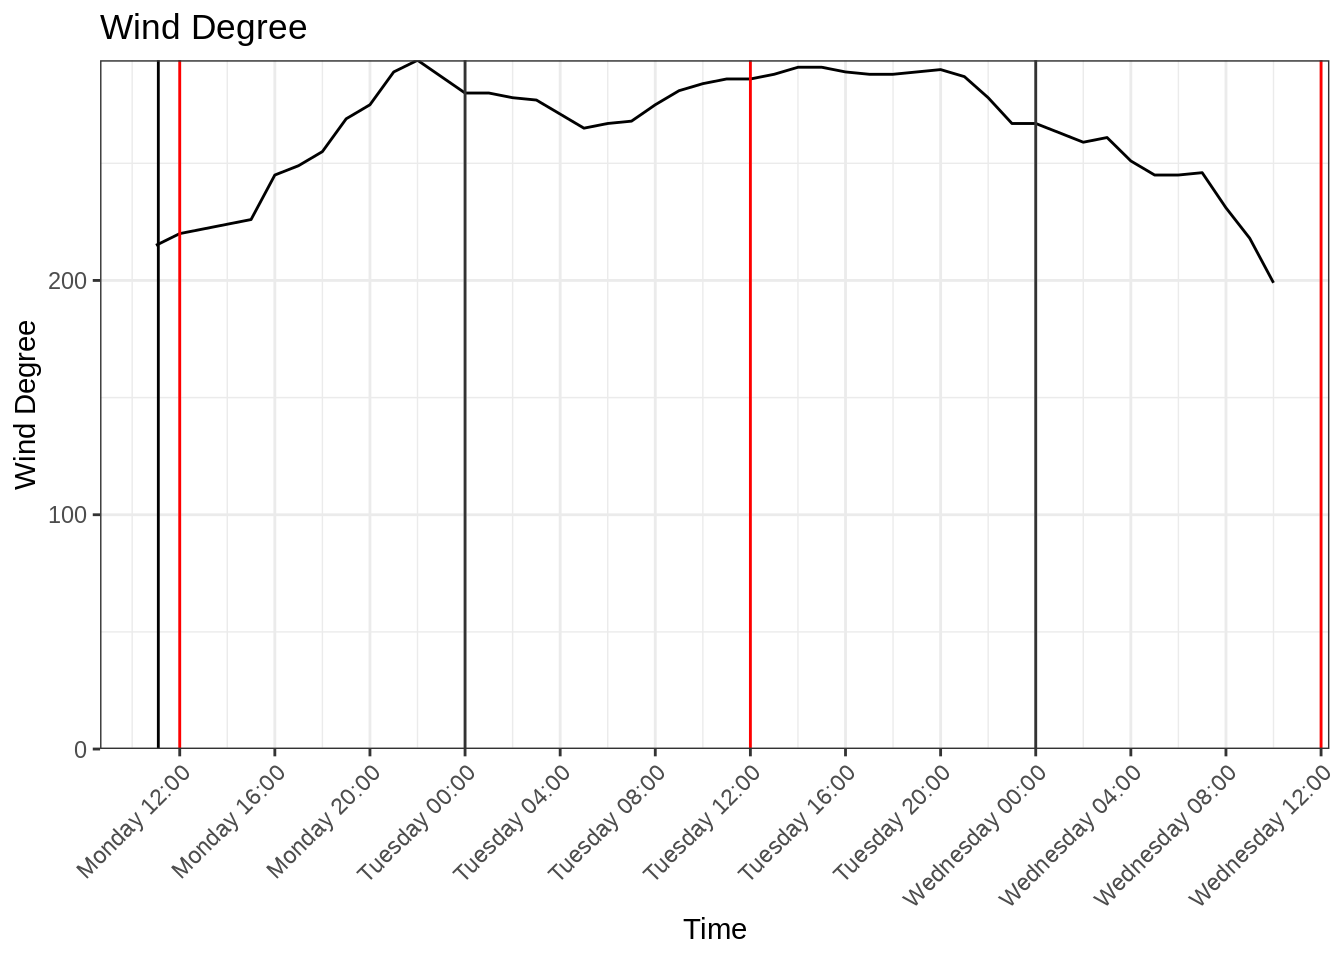 Wind Degree
Wind Degree
200
100
0
Monday 12:00
Monday 16:00
Monday 20:00
Tuesday 00:00
Tuesday 04:00
Tuesday 08:00
Tuesday 12:00
Tuesday 16:00
Tuesday 20:00
Wednesday 00:00
Wednesday 04:00
Wednesday 08:00
Wednesday 12:00
Time